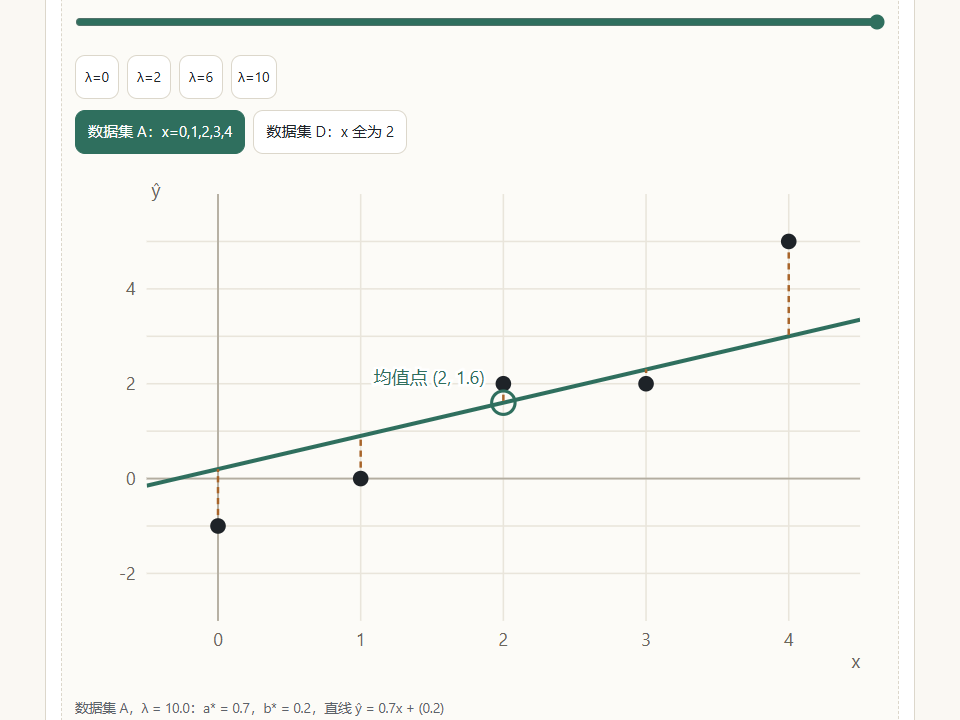 λ=0 λ=2 λ=6 λ=10
数据集 A：x=0,1,2,3,4 数据集 D：x 全为 2
ŷ
4
均值点 (2, 1.6)
2
0
-2
0 1 2 3 4
x
数据集 A，λ = 10.0：a* = 0.7，b* = 0.2，直线 ŷ = 0.7x + (0.2)